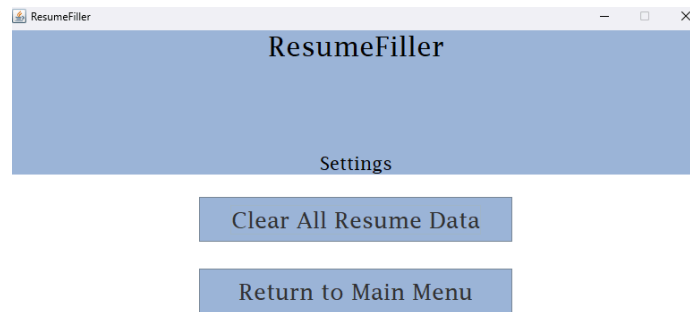 ResumeFiller
ResumeFiller
Settings
Clear All Resume Data
Return to Main Menu